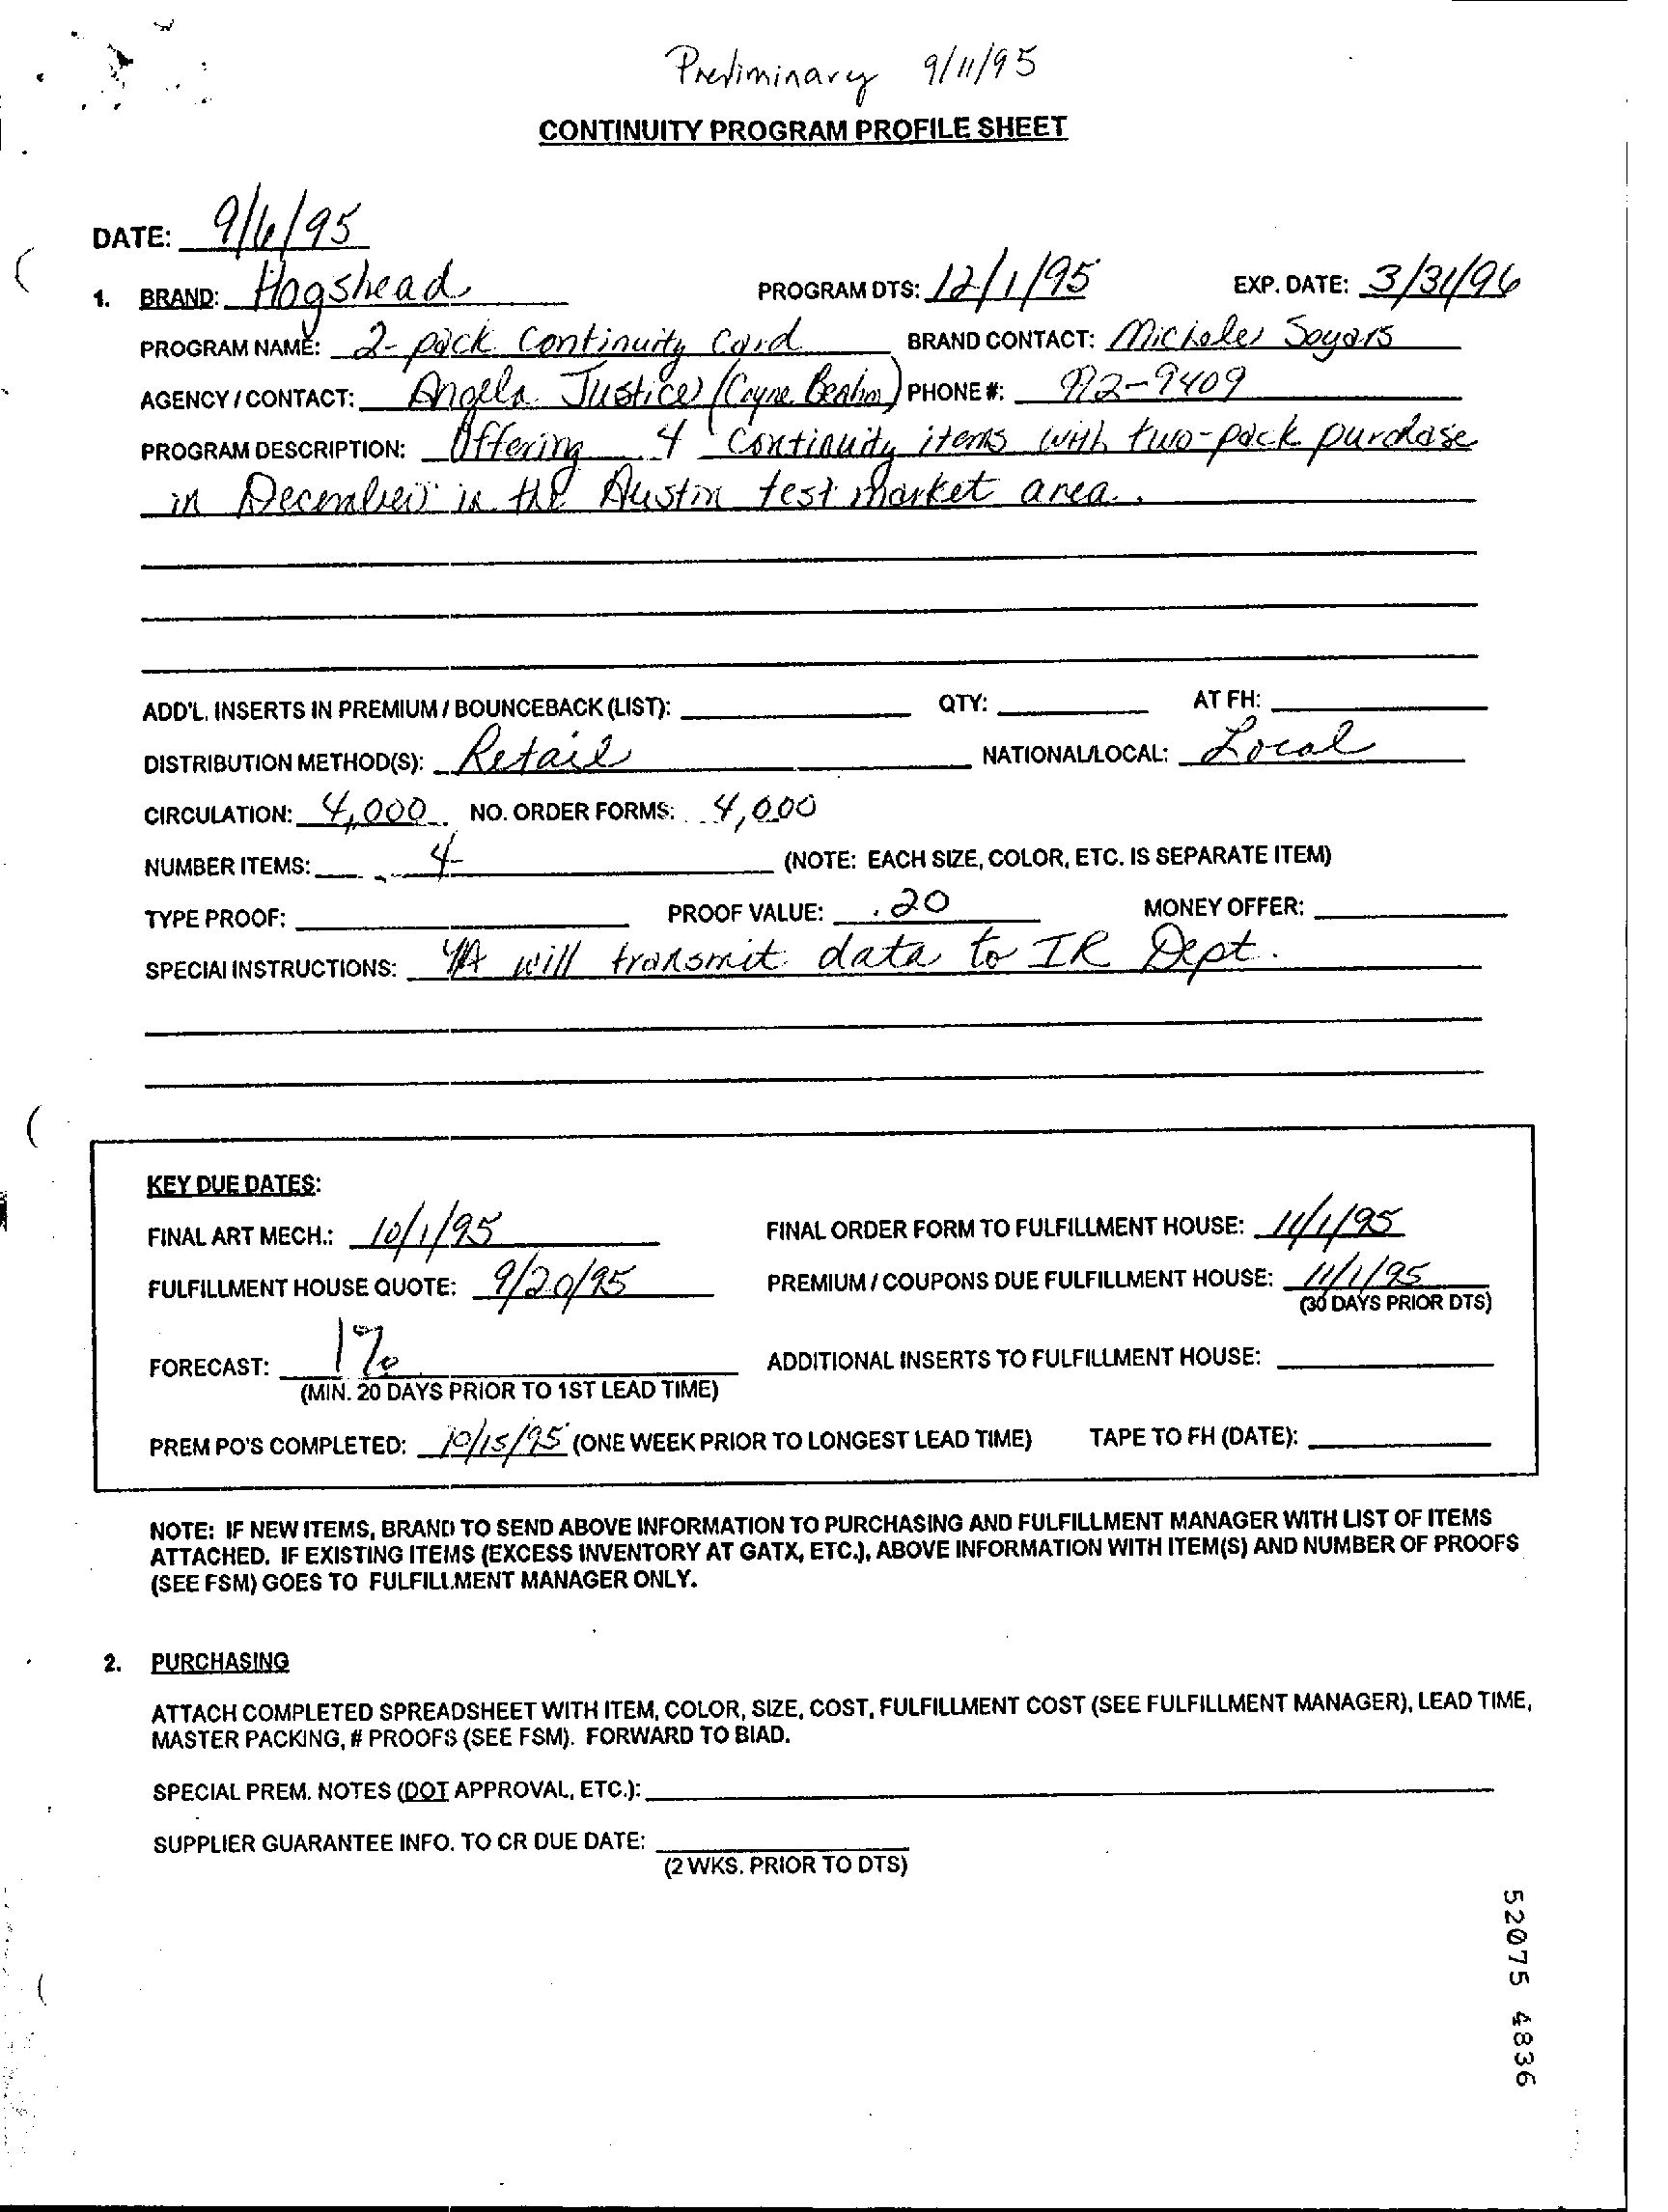 Preliminary 9/11/95
CONTINUITY PROGRAM PROFILE SHEET
DATE: 9/6/95
1. BRAND: Hogshead PROGRAM DTS: 12/1/95 EXP. DATE: 3/31/96
PROGRAM NAME: 2-pack Continuity Card BRAND CONTACT: Michele Soyars
AGENCY / CONTACT: Angela Justice (Coyne Beahm) PHONE #: 972-9409
PROGRAM DESCRIPTION: Offering 4 continuity items with two-pack purchase
in December in the Austin test market area.
ADD'L. INSERTS IN PREMIUM / BOUNCEBACK (LIST): QTY: AT FH:
DISTRIBUTION METHOD(S): Retail NATIONAL/LOCAL: Local
CIRCULATION: 4,000 NO. ORDER FORMS: 4,000
NUMBER ITEMS: 4 (NOTE: EACH SIZE, COLOR, ETC. IS SEPARATE ITEM)
TYPE PROOF: PROOF VALUE: .20 MONEY OFFER:
SPECIAL INSTRUCTIONS: will transmit data to IR Dept.
KEY DUE DATES:
FINAL ART MECH.: 10/1/95 FINAL ORDER FORM TO FULFILLMENT HOUSE: 11/1/95
FULFILLMENT HOUSE QUOTE: 9/20/95 PREMIUM / COUPONS DUE FULFILLMENT HOUSE: 11/1/95
(30 DAYS PRIOR DTS)
FORECAST: 1% ADDITIONAL INSERTS TO FULFILLMENT HOUSE:
(MIN. 20 DAYS PRIOR TO 1ST LEAD TIME)
PREM PO'S COMPLETED: 10/15/95 (ONE WEEK PRIOR TO LONGEST LEAD TIME) TAPE TO FH (DATE):
NOTE: IF NEW ITEMS, BRAND TO SEND ABOVE INFORMATION TO PURCHASING AND FULFILLMENT MANAGER WITH LIST OF ITEMS
ATTACHED. IF EXISTING ITEMS (EXCESS INVENTORY AT GATX, ETC.), ABOVE INFORMATION WITH ITEM(S) AND NUMBER OF PROOFS
(SEE FSM) GOES TO FULFILLMENT MANAGER ONLY.
2. PURCHASING
ATTACH COMPLETED SPREADSHEET WITH ITEM, COLOR, SIZE, COST, FULFILLMENT COST (SEE FULFILLMENT MANAGER), LEAD TIME,
MASTER PACKING, # PROOFS (SEE FSM). FORWARD TO BIAD.
SPECIAL PREM. NOTES (DOT APPROVAL, ETC.):
SUPPLIER GUARANTEE INFO. TO CR DUE DATE:
(2 WKS. PRIOR TO DTS)
52075 4836